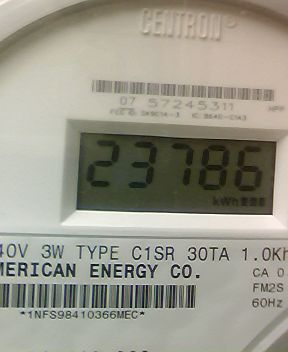 CENTRON
07 57245311
23786
kWh
40V 3W TYPE C1SR 30TA 1.0Kh
MERICAN ENERGY CO.
CA 0
FM2S
60Hz
*1NFS98410366MEC*